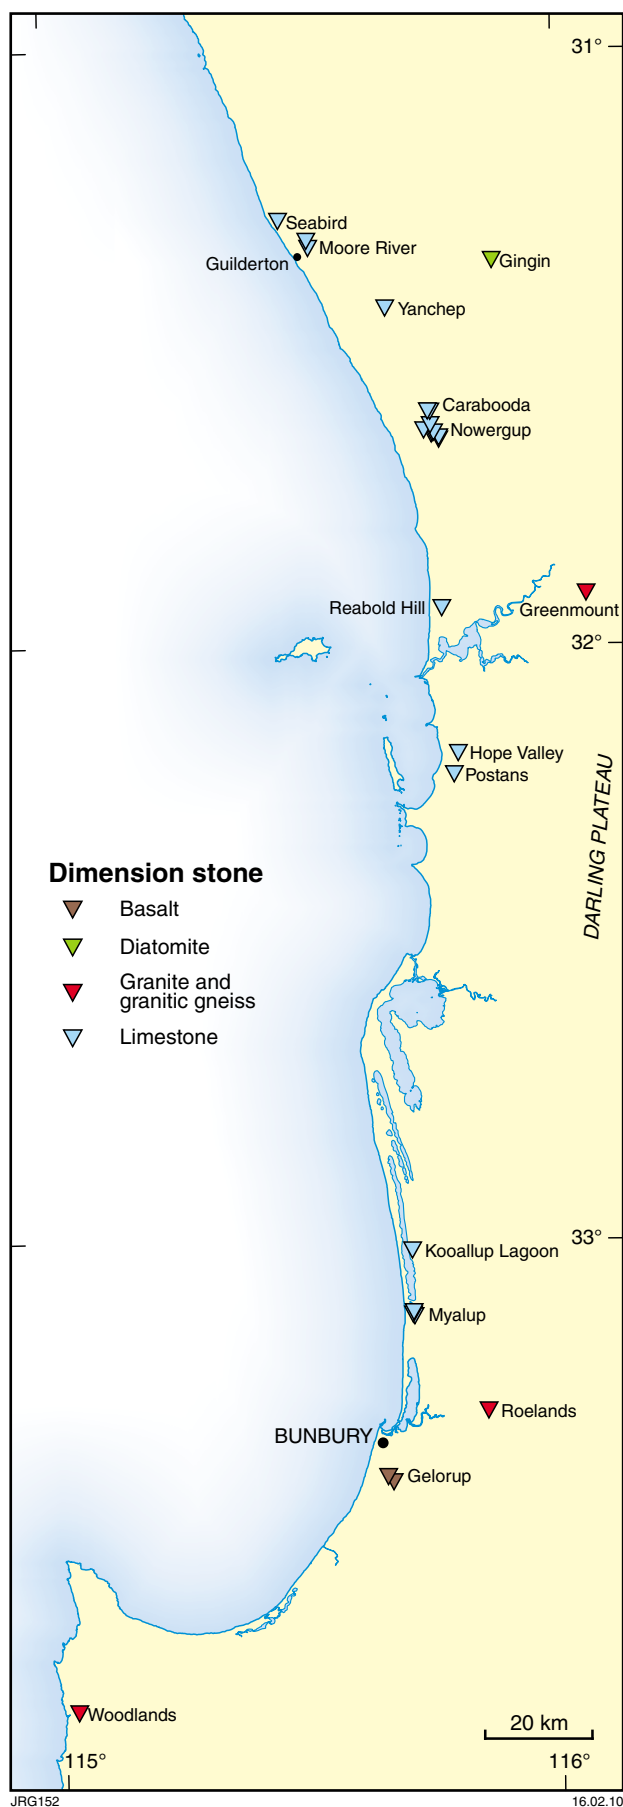 31°
Seabird
Moore River
Guilderton
Gingin
Yanchep
Carabooda
Nowergup
Reabold Hill
Greenmount
32°
Hope Valley
Postans
DARLING PLATEAU
Dimension stone
Basalt
Diatomite
Granite and
granitic gneiss
Limestone
33°
Kooallup Lagoon
Myalup
Roelands
BUNBURY
Gelorup
Woodlands
20 km
115°
116°
JRG152
16.02.10